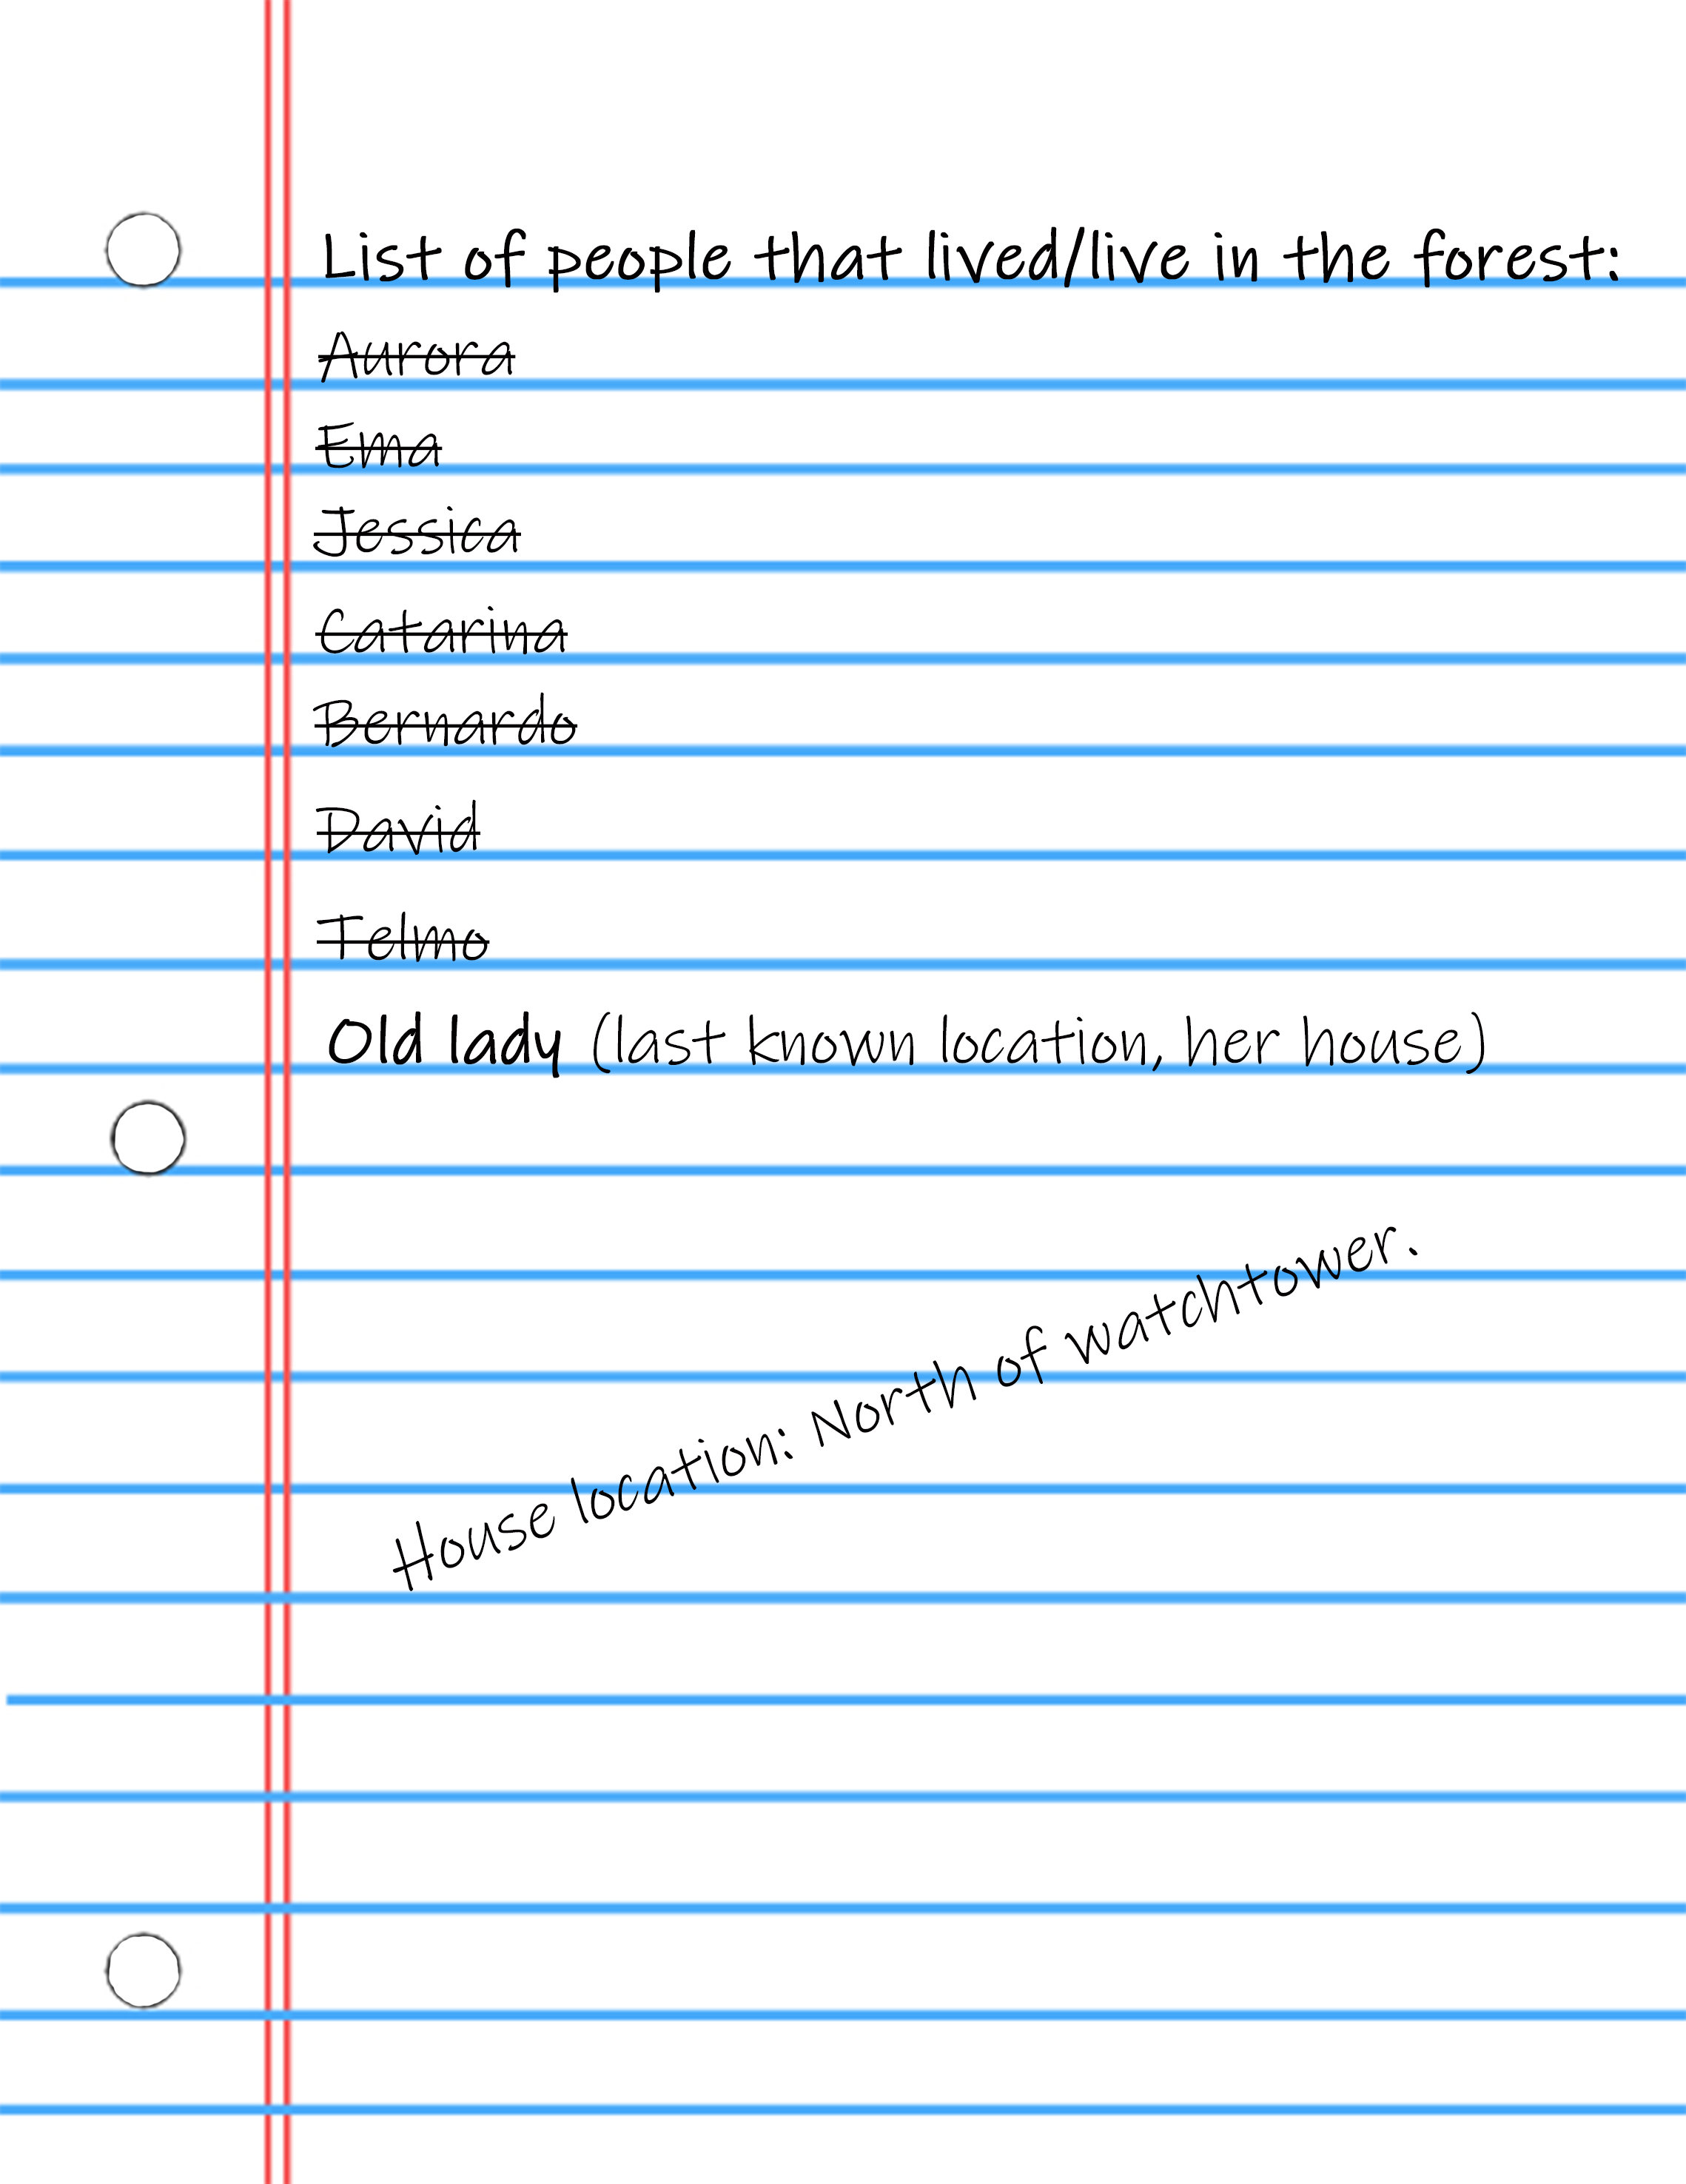 List of people that lived/live in the forest:
Aurora
Ema
Jessica
Catarina
Bernardo
David
Telmo
Old lady (last known location, her house)
House location: North of watchtower.